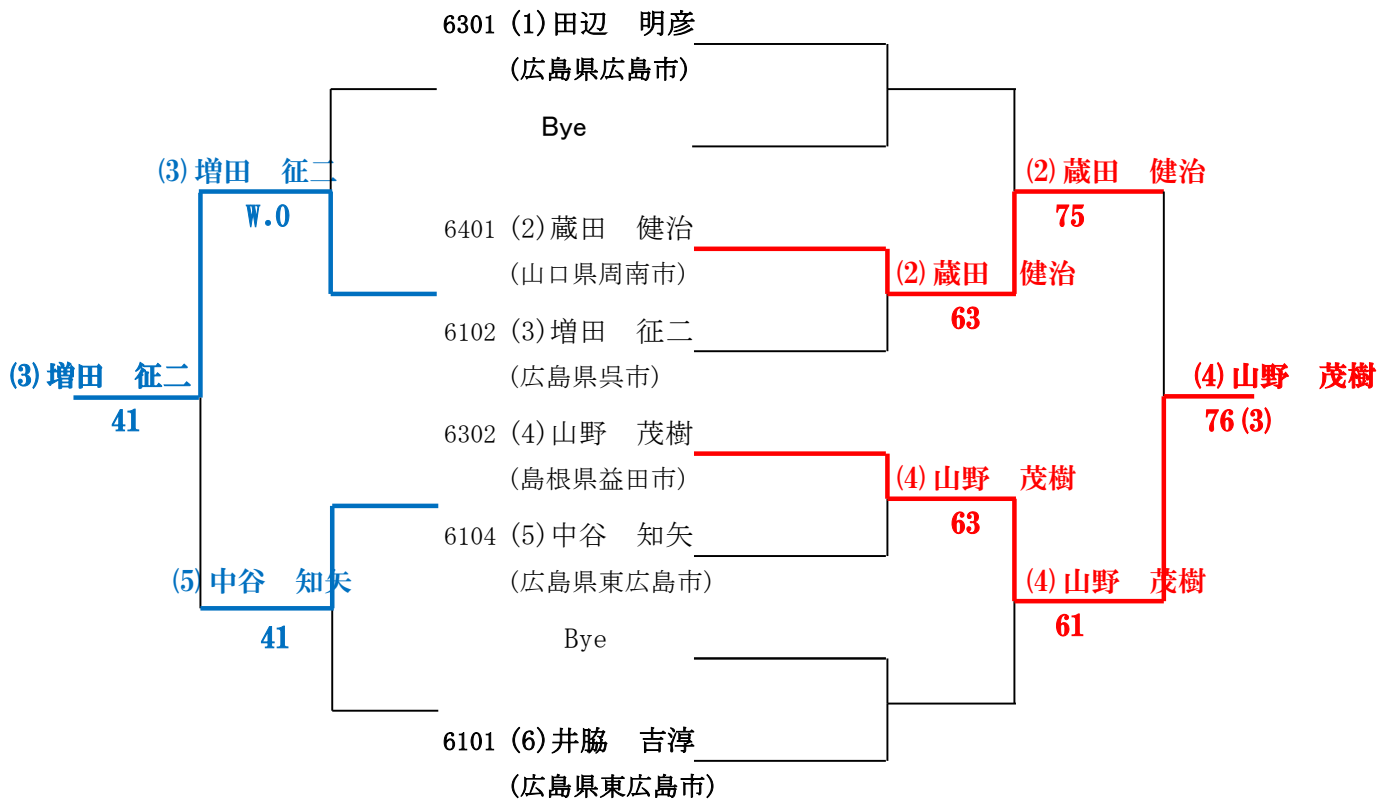 6301 (1)田辺　明彦
(広島県広島市)
Bye
(3)増田　征二
W.O
(2)蔵田　健治
75
6401 (2)蔵田　健治
(山口県周南市)
(2)蔵田　健治
63
6102 (3)増田　征二
(広島県呉市)
(3)増田　征二
41
(4)山野　茂樹
76(3)
6302 (4)山野　茂樹
(島根県益田市)
(4)山野　茂樹
63
6104 (5)中谷　知矢
(広島県東広島市)
(5)中谷　知矢
41
(4)山野　茂樹
61
Bye
6101 (6)井脇　吉淳
(広島県東広島市)